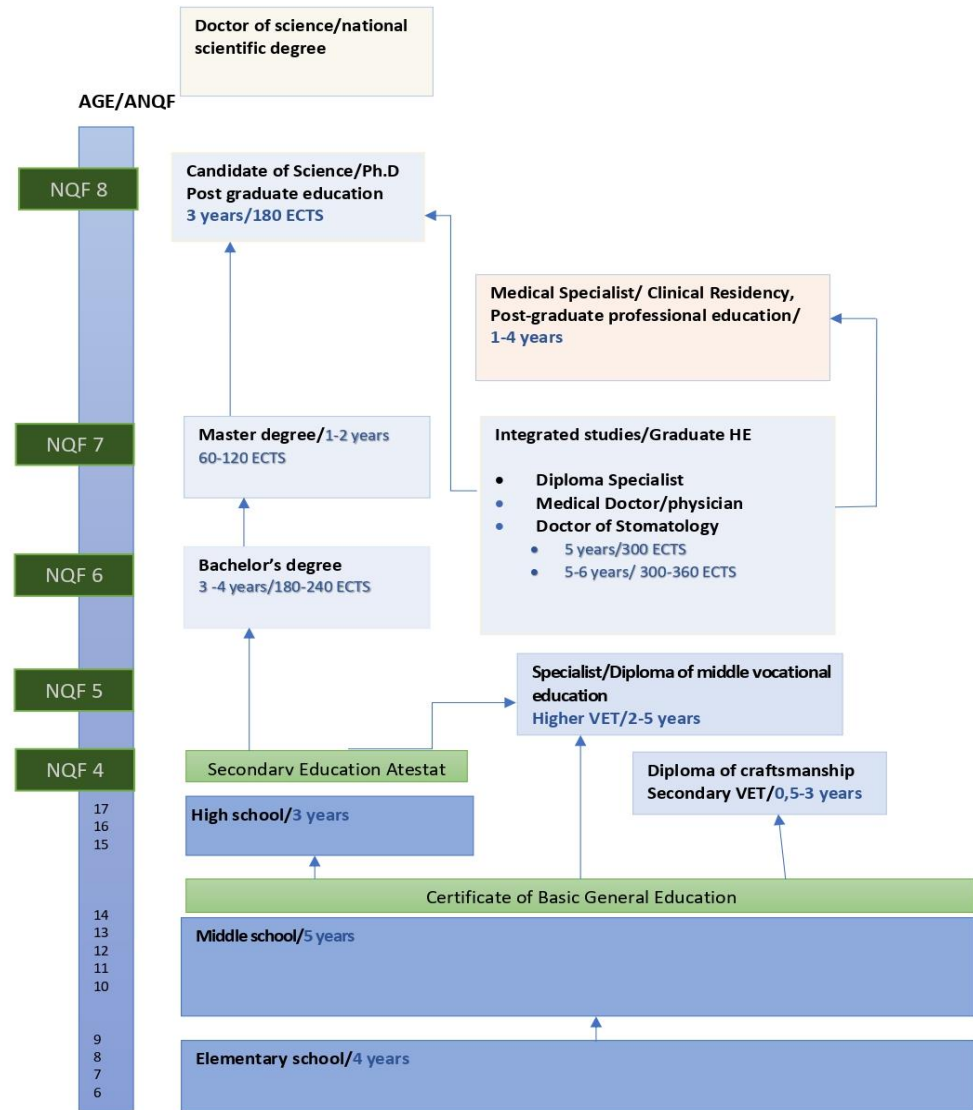 Doctor of science/national
scientific degree
AGE/ANQF
NQF 8
Candidate of Science/Ph.D
Post graduate education
3 years/180 ECTS
Medical Specialist/ Clinical Residency,
Post-graduate professional education/
1-4 years
NQF 7
Master degree/1-2 years
60-120 ECTS
Integrated studies/Graduate HE
• Diploma Specialist
• Medical Doctor/physician
• Doctor of Stomatology
• 5 years/300 ECTS
• 5-6 years/ 300-360 ECTS
NQF 6
Bachelor’s degree
3 -4 years/180-240 ECTS
NQF 5
Specialist/Diploma of middle vocational
education
Higher VET/2-5 years
NQF 4
Secondary Education Atestat
Diploma of craftsmanship
Secondary VET/0,5-3 years
17
16
15
High school/3 years
Certificate of Basic General Education
14
13
12
11
10
Middle school/5 years
9
8
7
6
Elementary school/4 years